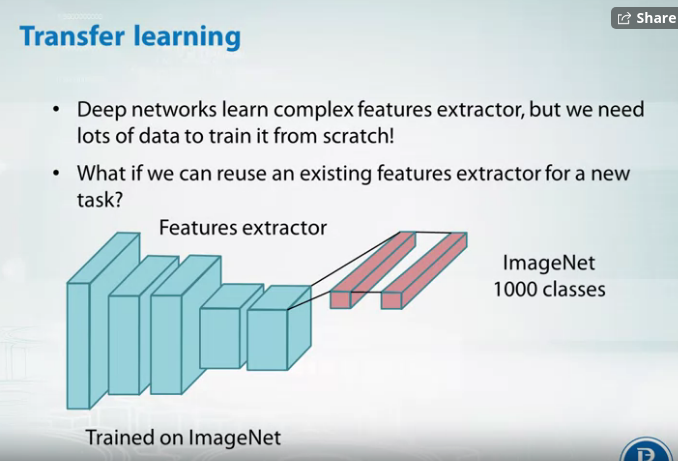 Share
Transfer learning
• Deep networks learn complex features extractor, but we need
lots of data to train it from scratch!
• What if we can reuse an existing features extractor for a new
task?
Features extractor
ImageNet
1000 classes
Trained on ImageNet